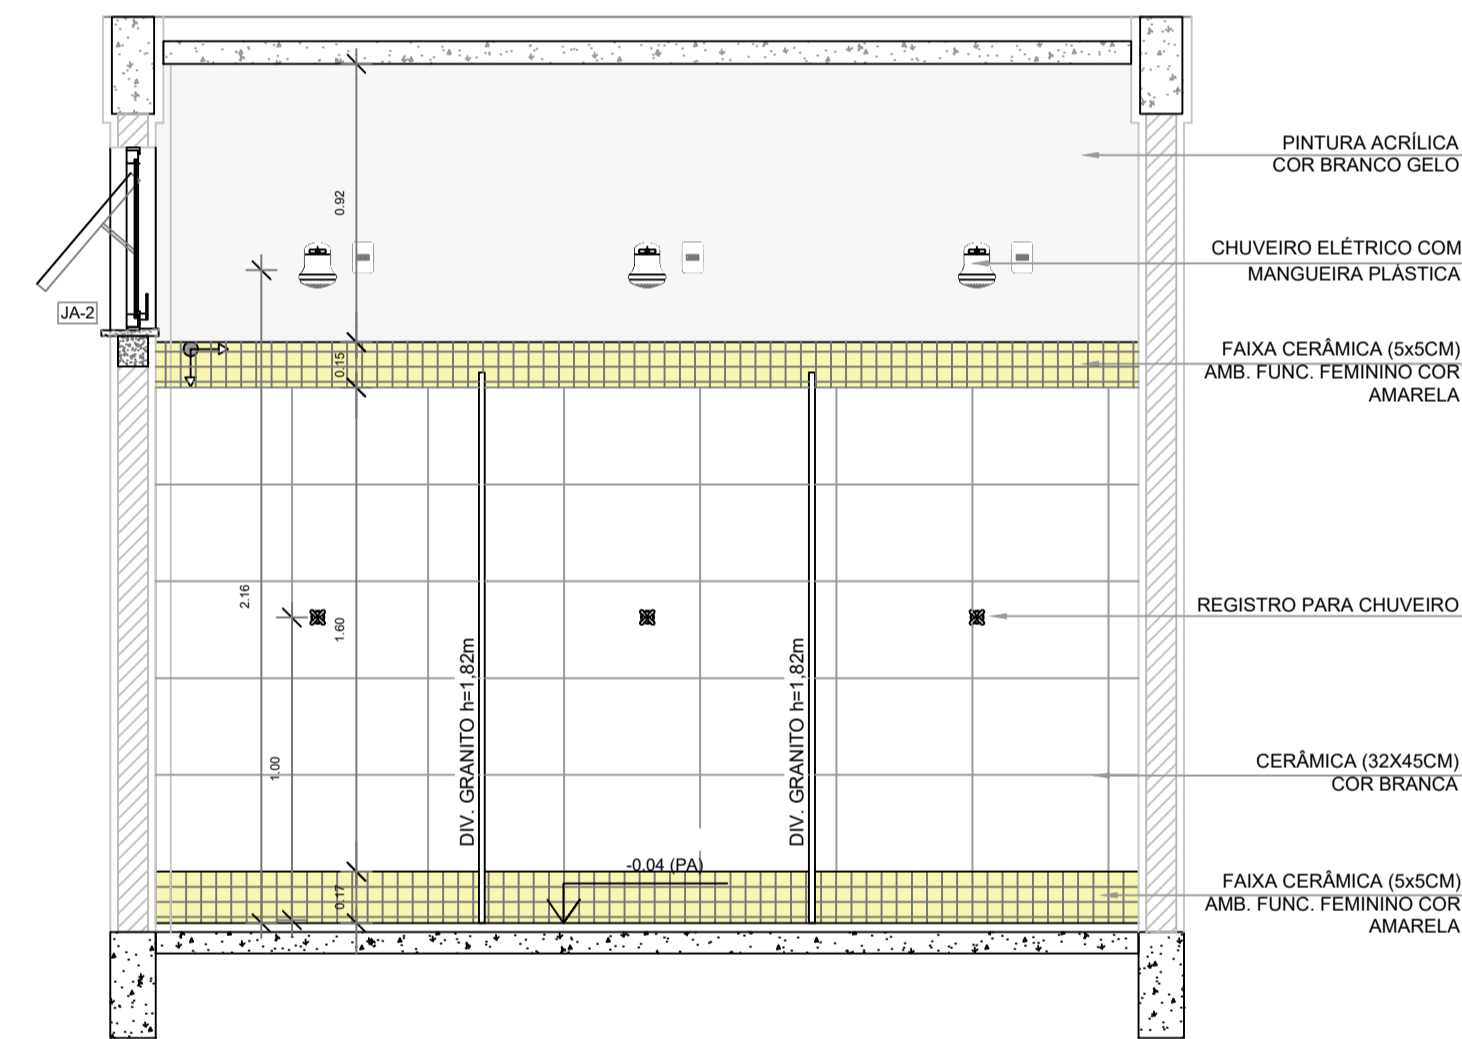 PINTURA ACRÍLICA
COR BRANCO GELO
0.92
CHUVEIRO ELÉTRICO COM
MANGUEIRA PLÁSTICA
JA-2
FAIXA CERÂMICA (5x5CM)
AMB. FUNC. FEMININO COR
AMARELA
0.15
2.16
1.60
REGISTRO PARA CHUVEIRO
DIV. GRANITO h=1,82m
DIV. GRANITO h=1,82m
1.00
CERÂMICA (32X45CM)
COR BRANCA
-0.04 (PA)
0.17
FAIXA CERÂMICA (5x5CM)
AMB. FUNC. FEMININO COR
AMARELA